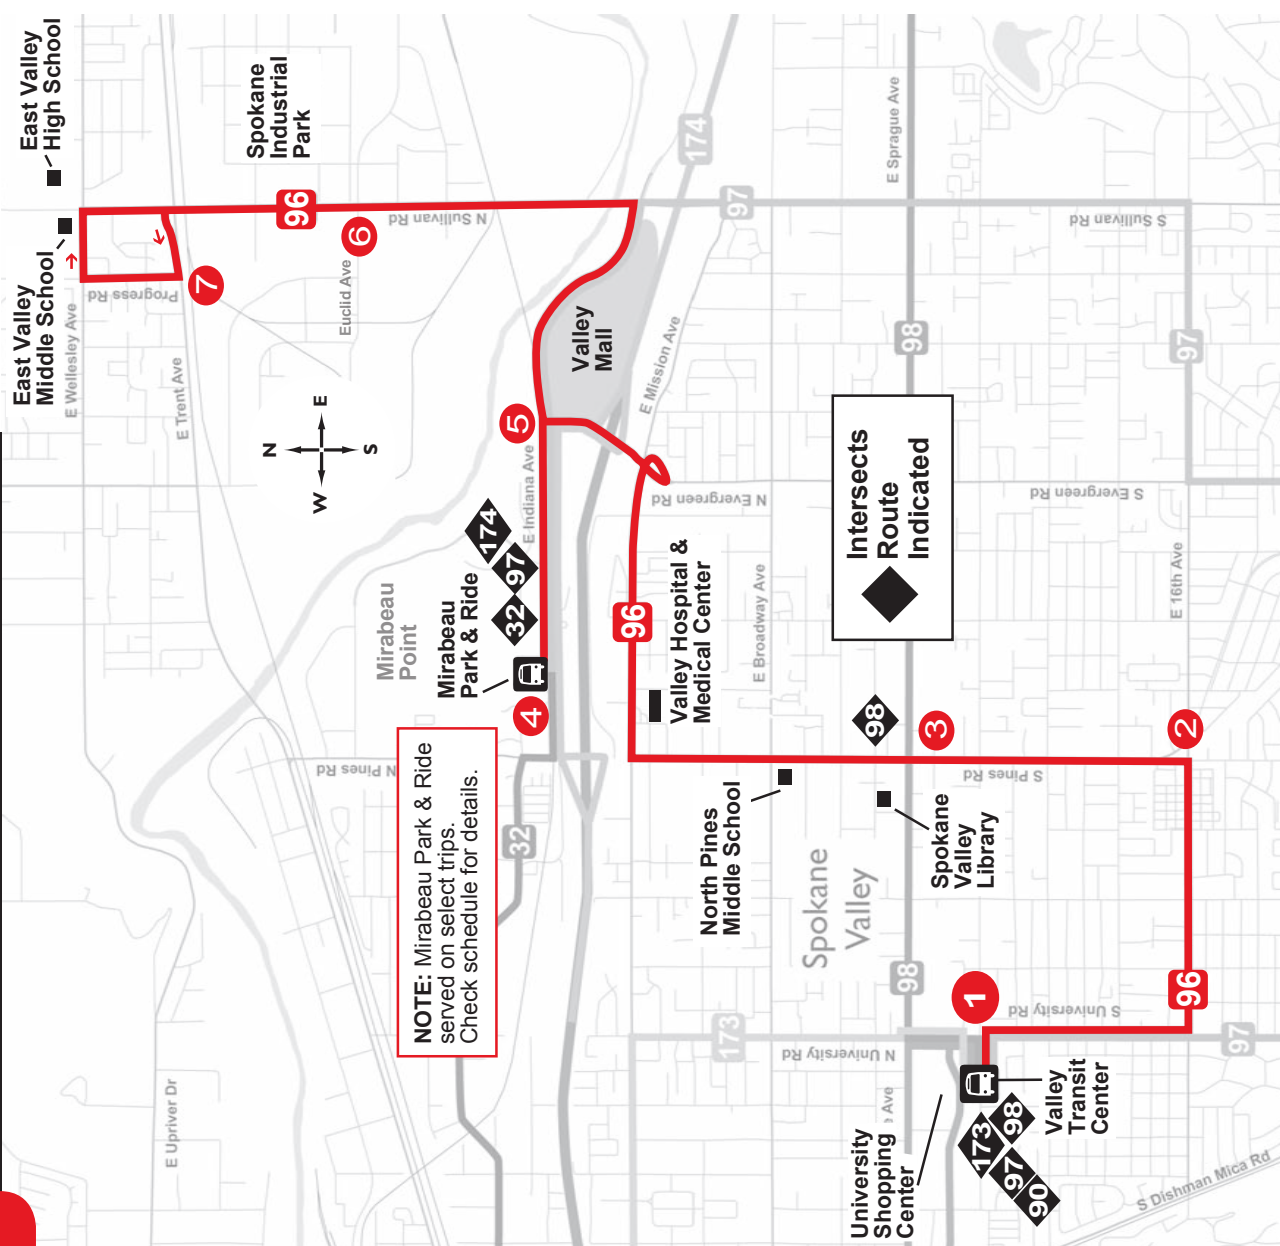 East Valley
High School
East Valley
Middle School
Spokane
Industrial
Park
96
6
7
N Sullivan Rd
Progress Rd
E Wellesley Ave
E Trent Ave
Euclid Ave
N
E
S
W
174
97
E Sprague Ave
S Sullivan Rd
Valley
Mall
E Mission Ave
98
97
5
E Indiana Ave
N Evergreen Rd
S Evergreen Rd
174
97
32
Mirabeau
Point
Mirabeau
Park & Ride
4
96
Valley Hospital &
Medical Center
E Broadway Ave
E 16th Ave
Intersects
Route
Indicated
NOTE: Mirabeau Park & Ride
served on select trips.
Check schedule for details.
N Pines Rd
32
98
3
2
S Pines Rd
North Pines
Middle School
Spokane
Valley
Library
Spokane
Valley
98
1
96
S University Rd
N University Rd
173
97
E Upriver Dr
e Ave
University
Shopping
Center
Valley
Transit
Center
173
98
97
90
S Dishman Mica Rd